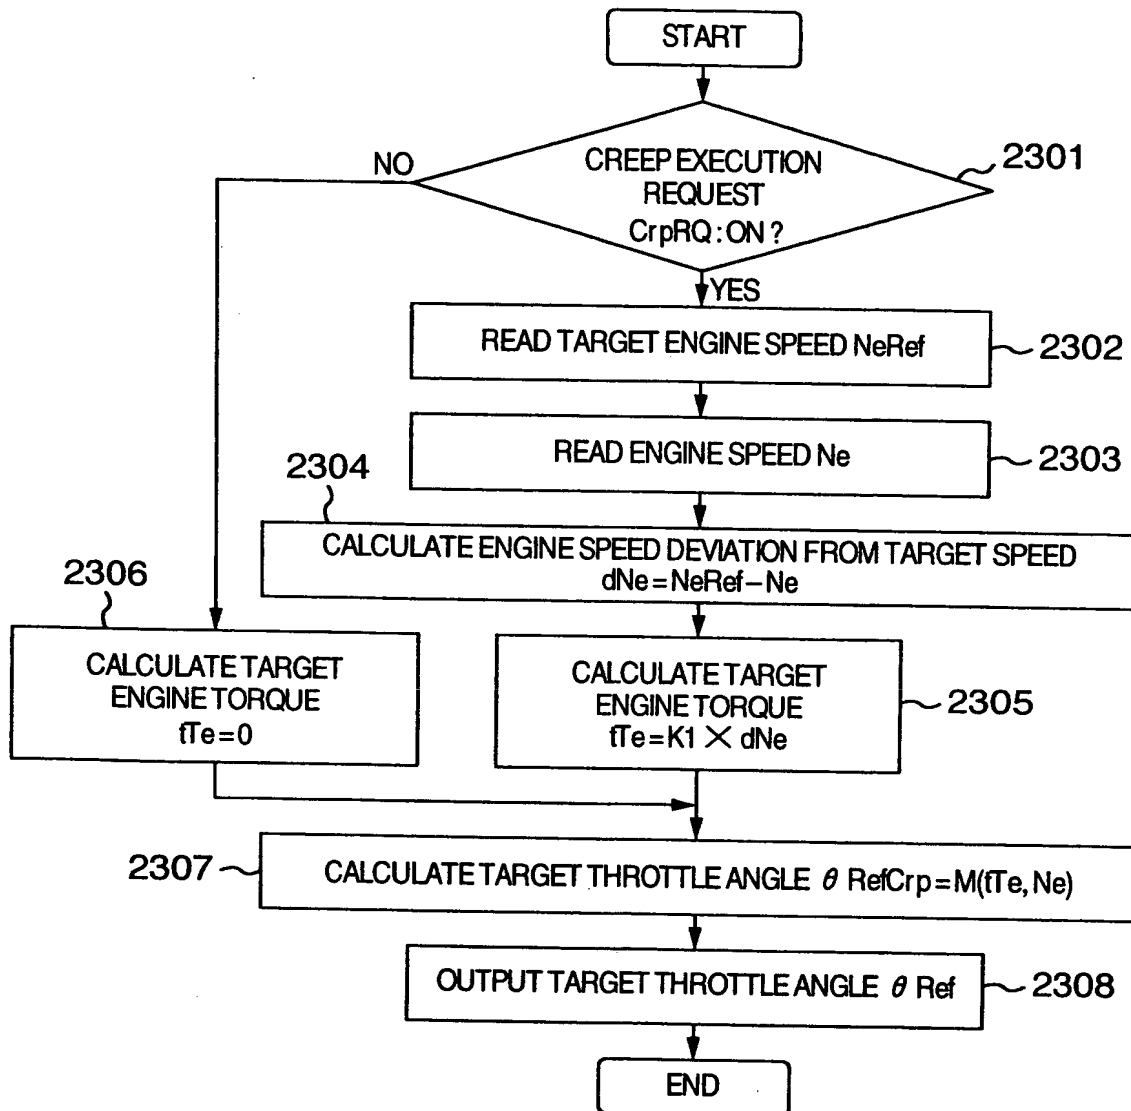 START
NO
CREEP EXECUTION
REQUEST
CrpRQ:ON?
2301
YES
READ TARGET ENGINE SPEED NeRef
2302
READ ENGINE SPEED Ne
2303
2304
CALCULATE ENGINE SPEED DEVIATION FROM TARGET SPEED
dNe=NeRef-Ne
2306
CALCULATE TARGET
ENGINE TORQUE
tTe=0
CALCULATE TARGET
ENGINE TORQUE
tTe=K1 × dNe
2305
2307
CALCULATE TARGET THROTTLE ANGLE θ RefCrp=M(tTe, Ne)
OUTPUT TARGET THROTTLE ANGLE θ Ref
2308
END